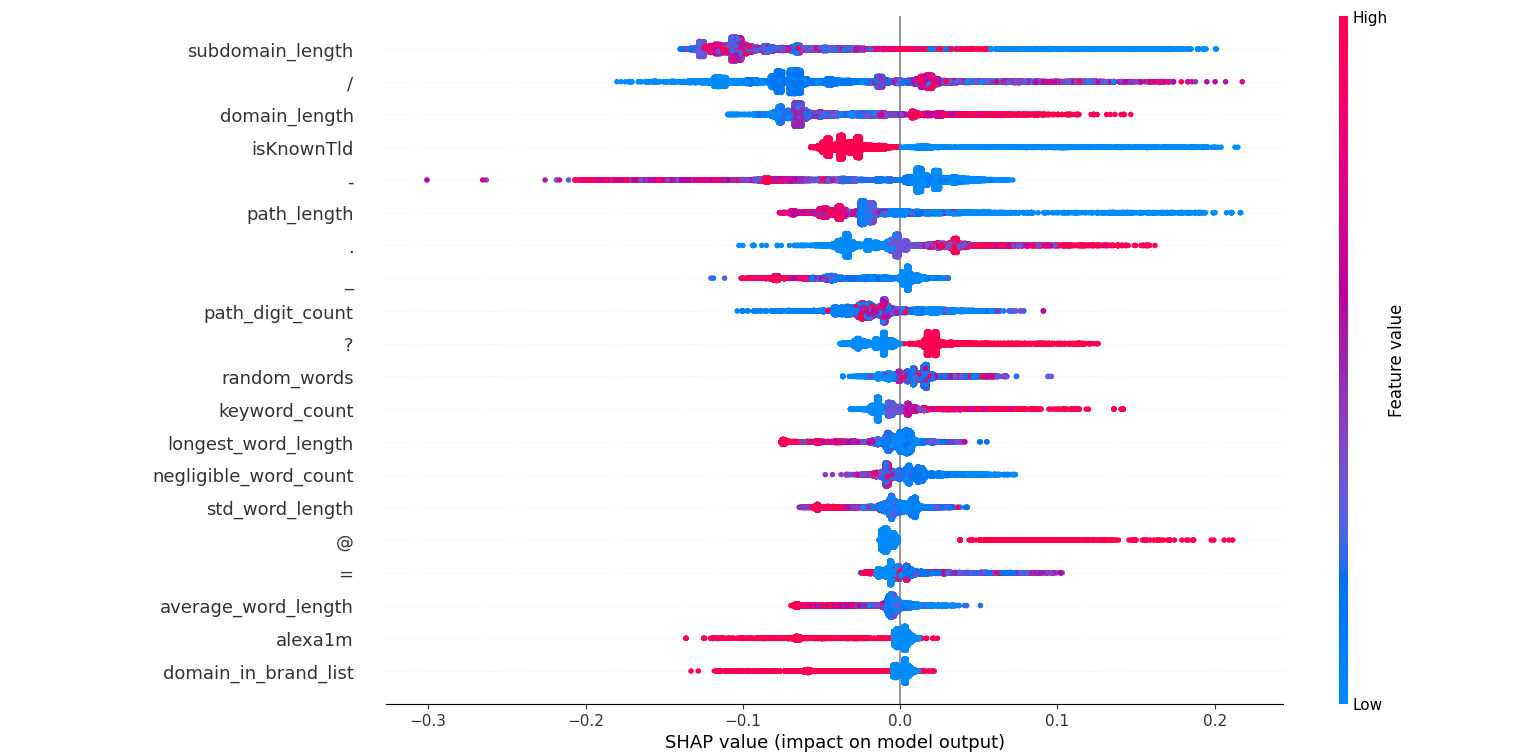 High
subdomain_length
/
domain_length
isKnownTld
-
path_length
.
_
path_digit_count
?
random_words
keyword_count
longest_word_length
negligible_word_count
std_word_length
@
=
average_word_length
alexa1m
domain_in_brand_list
Feature value
Low
−0.3 −0.2 −0.1 0.0 0.1 0.2
SHAP value (impact on model output)